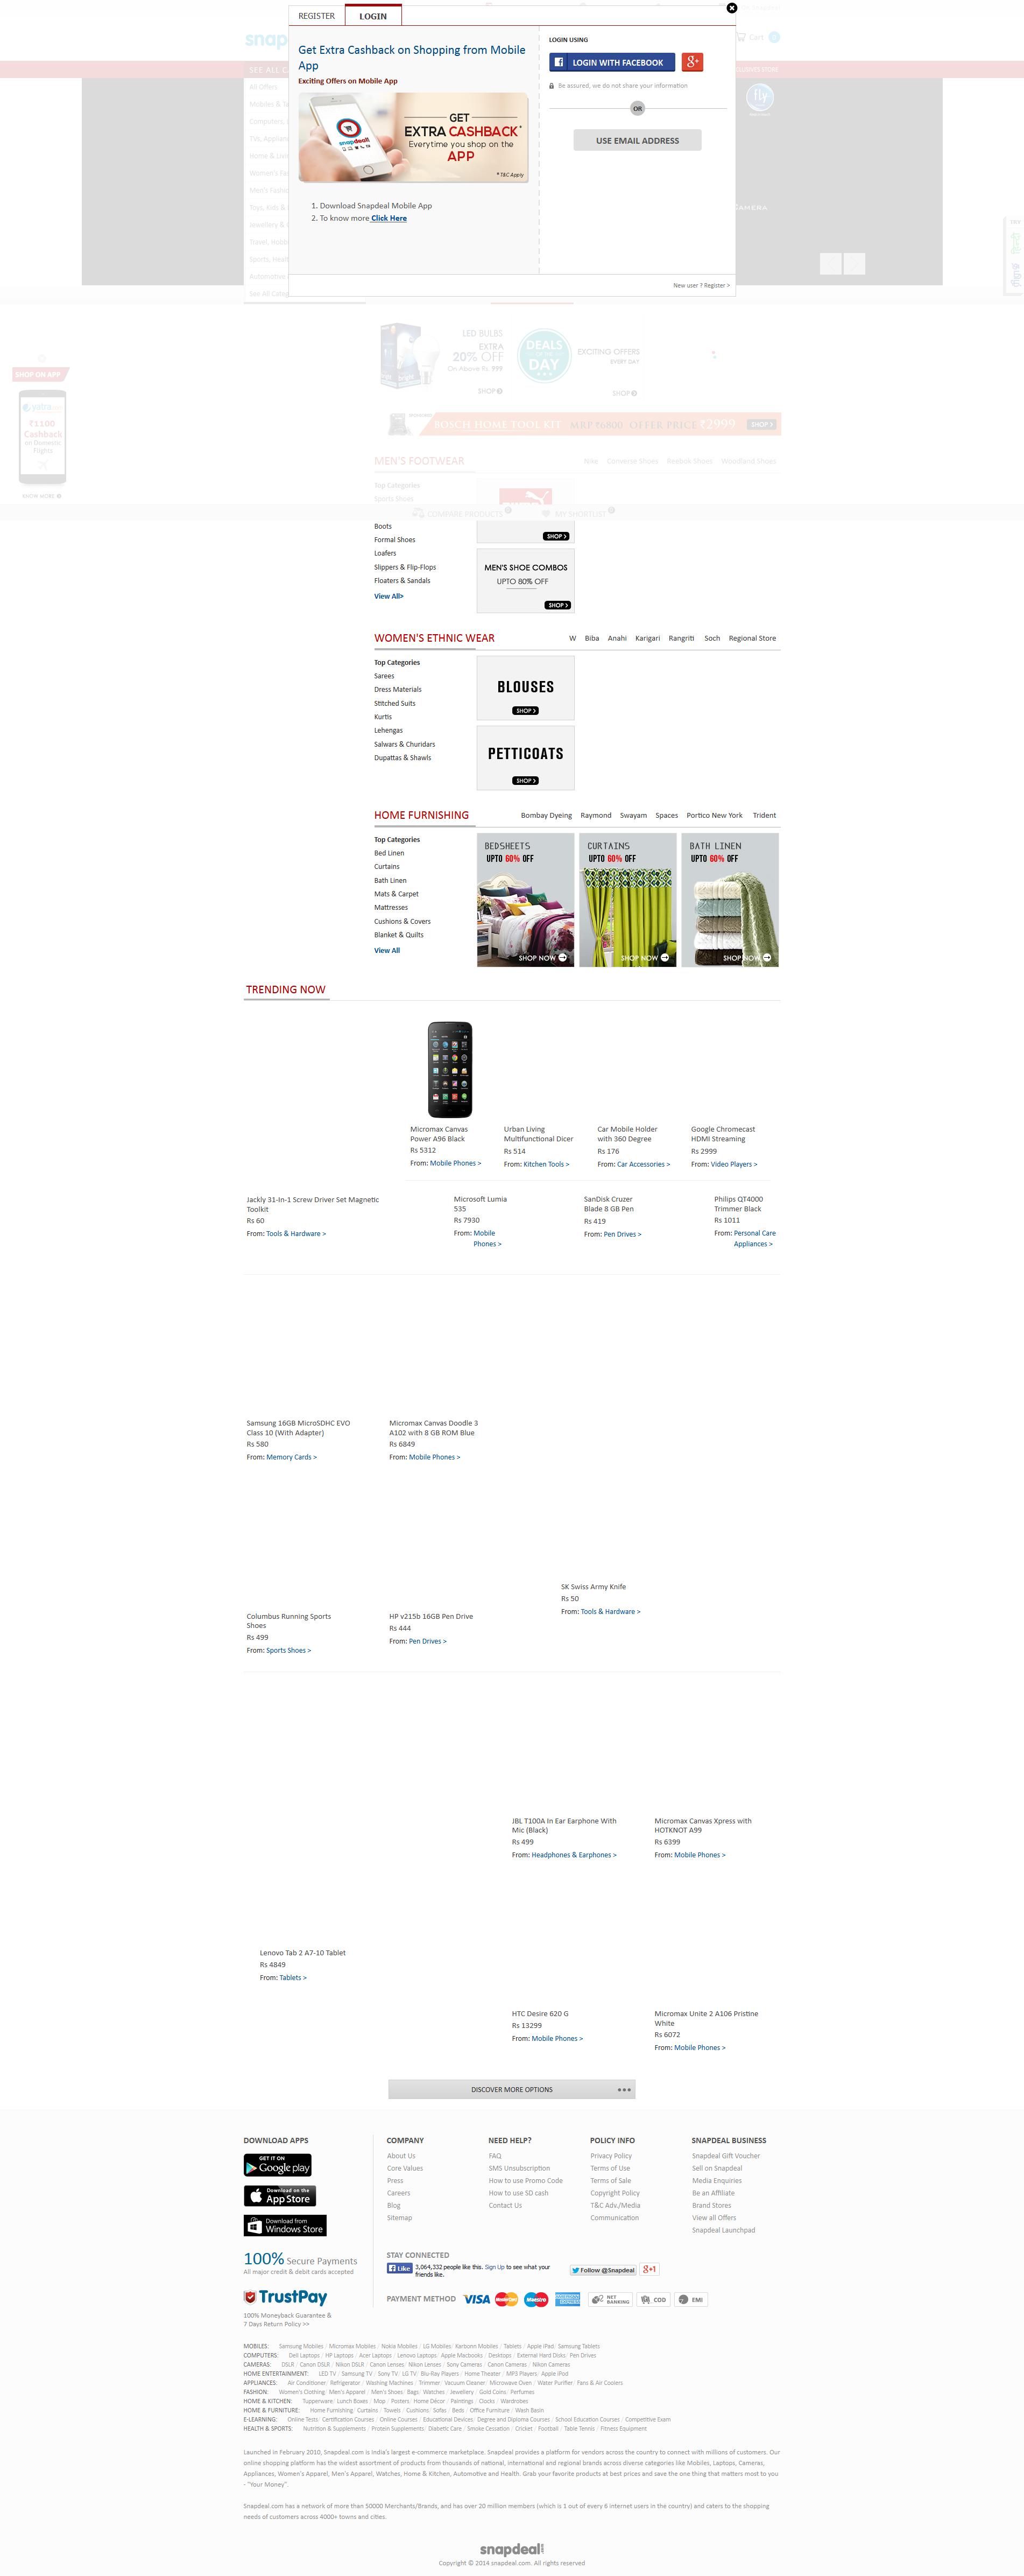 REGISTER
LOGIN
Get Extra Cashback on Shopping from Mobile
App
Exciting Offers on Mobile App
GET
EXTRA CASHBACK*
Everytime you shop on the
APP
*T&C Apply
1. Download Snapdeal Mobile App
2. To know more Click Here
LOGIN USING
LOGIN WITH FACEBOOK
g+
Be assured, we do not share your information
OR
USE EMAIL ADDRESS
New user ? Register >
snap
Cart
SEE ALL CA
All Offers
fly
CAMERA
See All Categ
SHOP ON APP
yatra
₹1100
Cashback
on Domestic
Flights
KNOW MORE
LED BULBS
EXTRA
20% OFF
On Above Rs. 999
SHOP
DEALS
DAY
EXCITING OFFERS
EVERY DAY
SHOP
BOSCH HOME TOOL KIT MRP ₹6800 OFFER PRICE ₹2999
SHOP
MEN'S FOOTWEAR
Nike Converse Shoes Reebok Shoes Woodland Shoes
Top Categories
Sports Shoes
COMPARE PRODUCTS
MY SHORTLIST
Boots
Formal Shoes
Loafers
Slippers & Flip-Flops
Floaters & Sandals
View All>
SHOP
MEN'S SHOE COMBOS
UPTO 80% OFF
SHOP
WOMEN'S ETHNIC WEAR
W Biba Anahi Karigari Rangriti Soch Regional Store
Top Categories
Sarees
Dress Materials
Stitched Suits
Kurtis
Lehengas
Salwars & Churidars
Dupattas & Shawls
BLOUSES
SHOP
PETTICOATS
SHOP
HOME FURNISHING
Bombay Dyeing Raymond Swayam Spaces Portico New York Trident
Top Categories
Bed Linen
Curtains
Bath Linen
Mats & Carpet
Mattresses
Cushions & Covers
Blanket & Quilts
View All
BEDSHEETS
UPTO 60% OFF
SHOP NOW
CURTAINS
UPTO 60% OFF
SHOP NOW
BATH LINEN
UPTO 60% OFF
SHOP NOW
TRENDING NOW
Micromax Canvas
Power A96 Black
Rs 5312
From: Mobile Phones >
Urban Living
Multifunctional Dicer
Rs 514
From: Kitchen Tools >
Car Mobile Holder
with 360 Degree
Rs 176
From: Car Accessories >
Google Chromecast
HDMI Streaming
Rs 2999
From: Video Players >
Jackly 31-In-1 Screw Driver Set Magnetic
Toolkit
Rs 60
From: Tools & Hardware >
Microsoft Lumia
535
Rs 7930
From: Mobile
Phones >
SanDisk Cruzer
Blade 8 GB Pen
Rs 419
From: Pen Drives >
Philips QT4000
Trimmer Black
Rs 1011
From: Personal Care
Appliances >
Samsung 16GB MicroSDHC EVO
Class 10 (With Adapter)
Rs 580
From: Memory Cards >
Micromax Canvas Doodle 3
A102 with 8 GB ROM Blue
Rs 6849
From: Mobile Phones >
SK Swiss Army Knife
Rs 50
From: Tools & Hardware >
Columbus Running Sports
Shoes
Rs 499
From: Sports Shoes >
HP v215b 16GB Pen Drive
Rs 444
From: Pen Drives >
JBL T100A In Ear Earphone With
Mic (Black)
Rs 499
From: Headphones & Earphones >
Micromax Canvas Xpress with
HOTKNOT A99
Rs 6399
From: Mobile Phones >
Lenovo Tab 2 A7-10 Tablet
Rs 4849
From: Tablets >
HTC Desire 620 G
Rs 13299
From: Mobile Phones >
Micromax Unite 2 A106 Pristine
White
Rs 6072
From: Mobile Phones >
DISCOVER MORE OPTIONS
DOWNLOAD APPS
GET IT ON
Google play
Download on the
App Store
Download from
Windows Store
100% Secure Payments
All major credit & debit cards accepted
TrustPay
100% Moneyback Guarantee &
7 Days Return Policy >>
COMPANY
About Us
Core Values
Press
Careers
Blog
Sitemap
NEED HELP?
FAQ
SMS Unsubscription
How to use Promo Code
How to use SD cash
Contact Us
POLICY INFO
Privacy Policy
Terms of Use
Terms of Sale
Copyright Policy
T&C Adv./Media
Communication
SNAPDEAL BUSINESS
Snapdeal Gift Voucher
Sell on Snapdeal
Media Enquiries
Be an Affiliate
Brand Stores
View all Offers
Snapdeal Launchpad
STAY CONNECTED
Like
3,064,332 people like this. Sign Up to see what your
friends like.
Follow @Snapdeal
g+1
PAYMENT METHOD
VISA
MasterCard
Maestro
AMERICAN EXPRESS
NET BANKING
COD
EMI
MOBILES: Samsung Mobiles / Micromax Mobiles / Nokia Mobiles / LG Mobiles / Karbonn Mobiles / Tablets / Apple iPad / Samsung Tablets
COMPUTERS: Dell Laptops / HP Laptops / Acer Laptops / Lenovo Laptops / Apple Macbooks / Desktops / External Hard Disks / Pen Drives
CAMERAS: DSLR / Canon DSLR / Nikon DSLR / Canon Lenses / Nikon Lenses / Sony Cameras / Canon Cameras / Nikon Cameras
HOME ENTERTAINMENT: LED TV / Samsung TV / Sony TV / LG TV / Blu-Ray Players / Home Theater / MP3 Players / Apple iPod
APPLIANCES: Air Conditioner / Refrigerator / Washing Machines / Trimmer / Vacuum Cleaner / Microwave Oven / Water Purifier / Fans & Air Coolers
FASHION: Women's Clothing / Men's Apparel / Men's Shoes / Bags / Watches / Jewellery / Gold Coins / Perfumes
HOME & KITCHEN: Tupperware / Lunch Boxes / Mop / Posters / Home Décor / Paintings / Clocks / Wardrobes
HOME & FURNITURE: Home Furnishing / Curtains / Towels / Cushions / Sofas / Beds / Office Furniture / Wash Basin
E-LEARNING: Online Tests / Certification Courses / Online Courses / Educational Devices / Degree and Diploma Courses / School Education Courses / Competitive Exam
HEALTH & SPORTS: Nutrition & Supplements / Protein Supplements / Diabetic Care / Smoke Cessation / Cricket / Football / Table Tennis / Fitness Equipment
Launched in February 2010, Snapdeal.com is India's largest e-commerce marketplace. Snapdeal provides a platform for vendors across the country to connect with millions of customers. Our
online shopping platform has the widest assortment of products from thousands of national, international and regional brands across diverse categories like Mobiles, Laptops, Cameras,
Appliances, Women's Apparel, Men's Apparel, Watches, Home & Kitchen, Automotive and Health. Grab your favorite products at best prices and save the one thing that matters most to you
- "Your Money".
Snapdeal.com has a network of more than 50000 Merchants/Brands, and has over 20 million members (which is 1 out of every 6 internet users in the country) and caters to the shopping
needs of customers across 4000+ towns and cities.
snapdeal.com
Copyright © 2014 snapdeal.com. All rights reserved